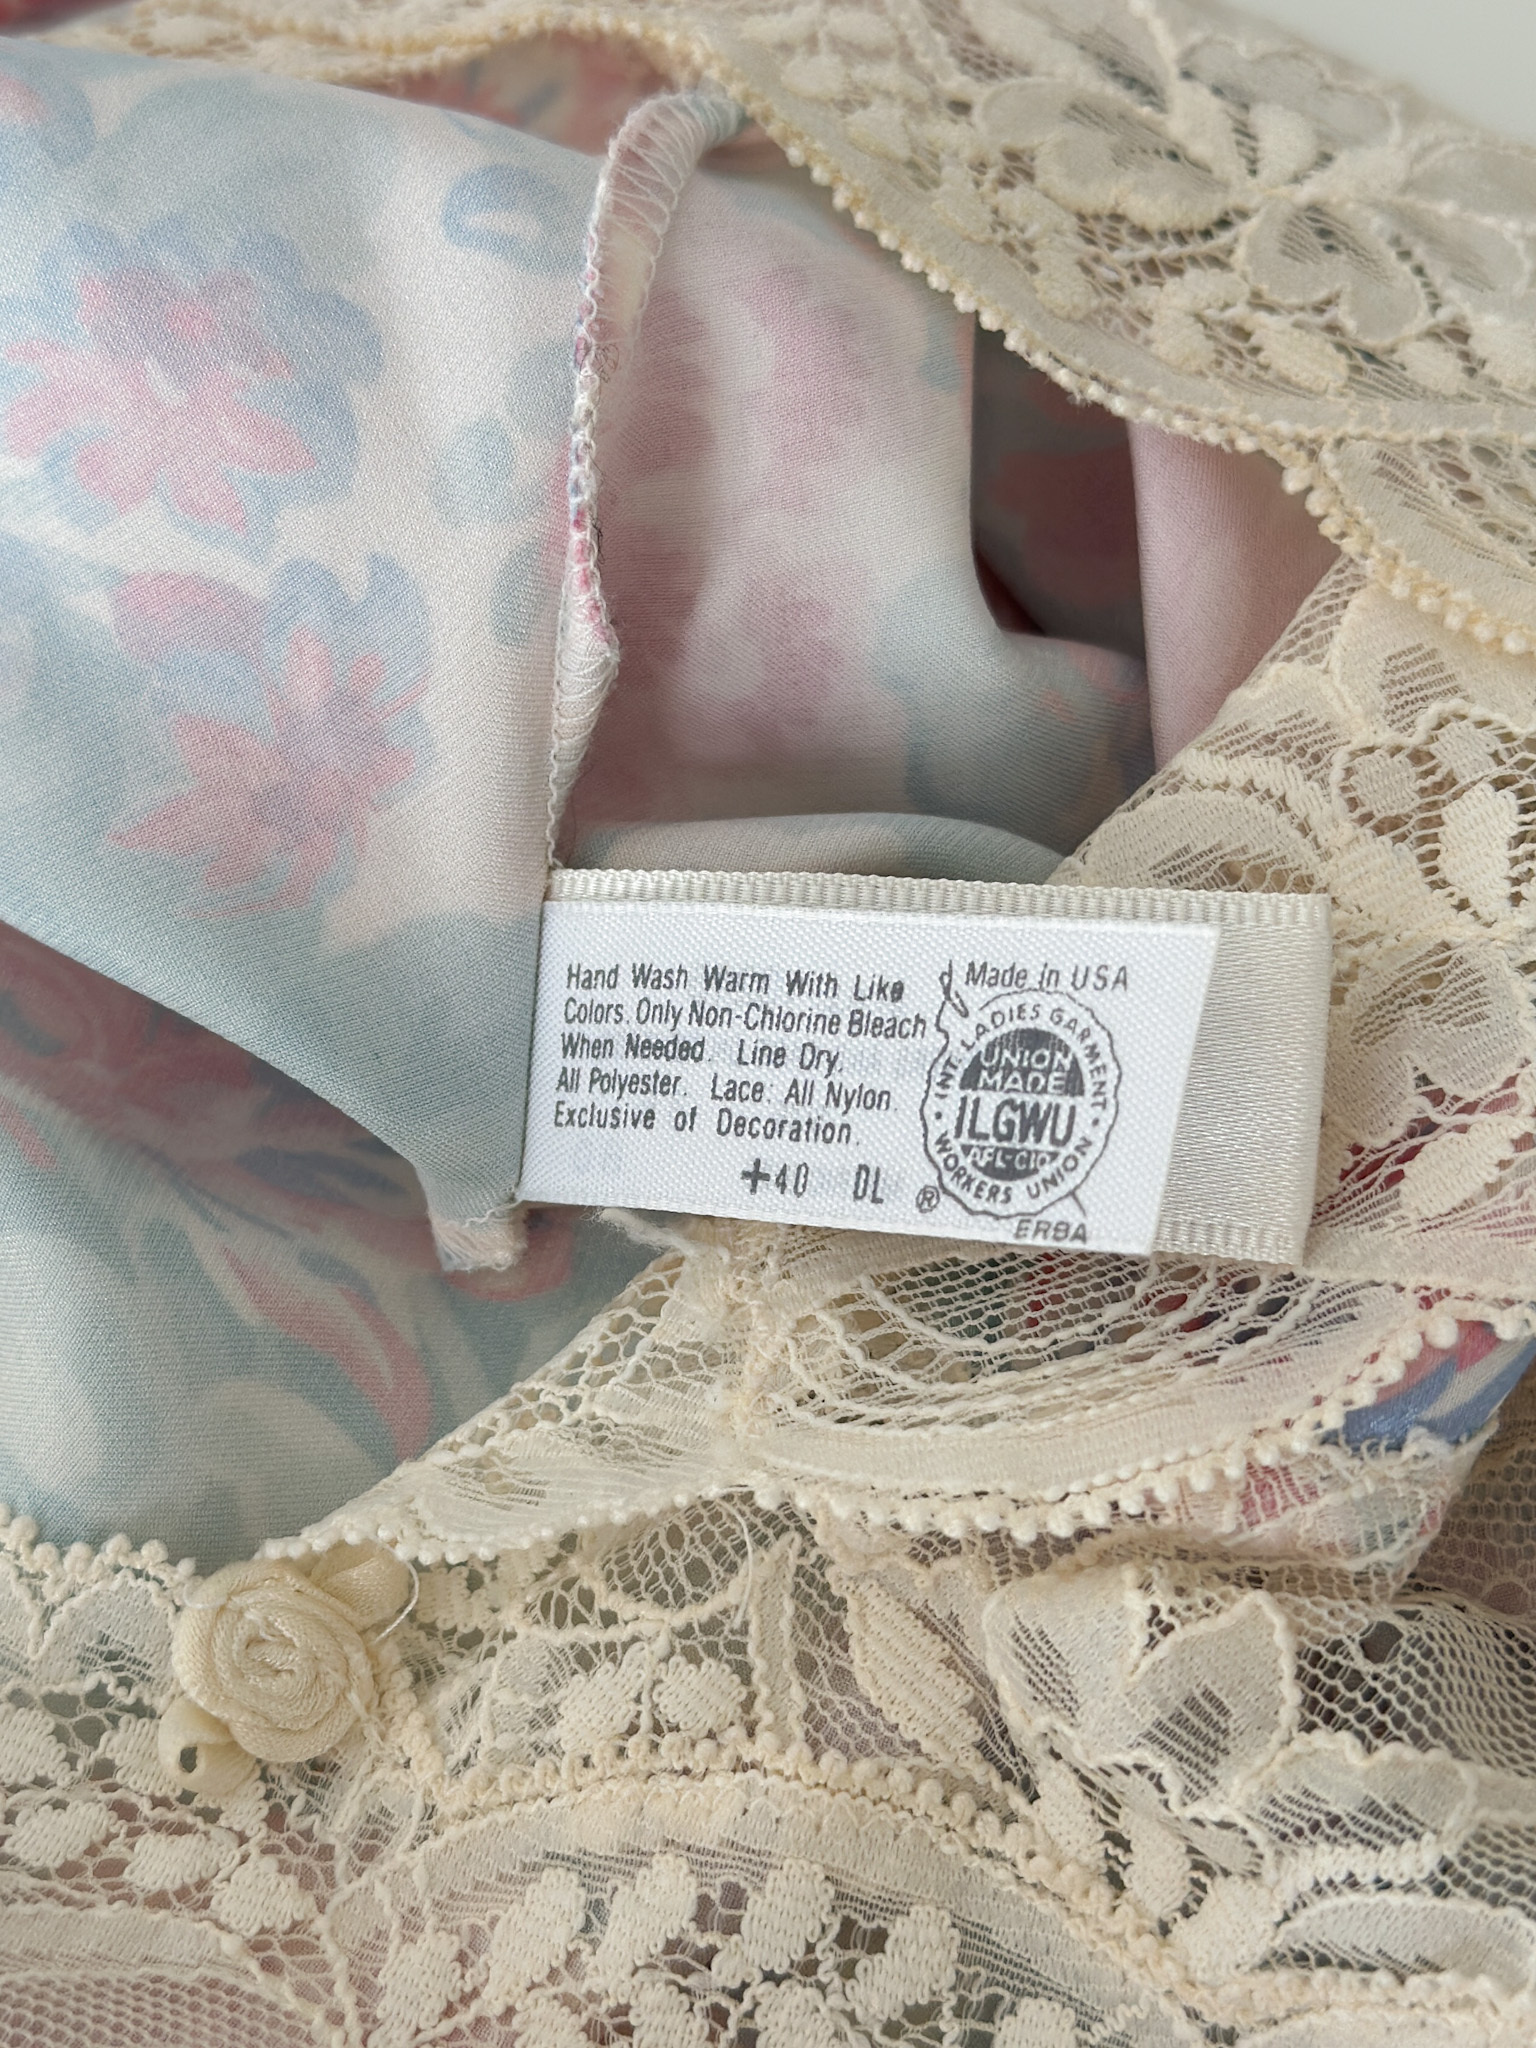 Hand Wash Warm With Like
Colors. Only Non-Chlorine Bleach
When Needed. Line Dry.
All Polyester. Lace: All Nylon.
Exclusive of Decoration.
+40 DL
Made in USA
INT. LADIES GARMENT
WORKERS UNION
UNION
MADE
ILGWU
AFL-CIO
®
ERBA